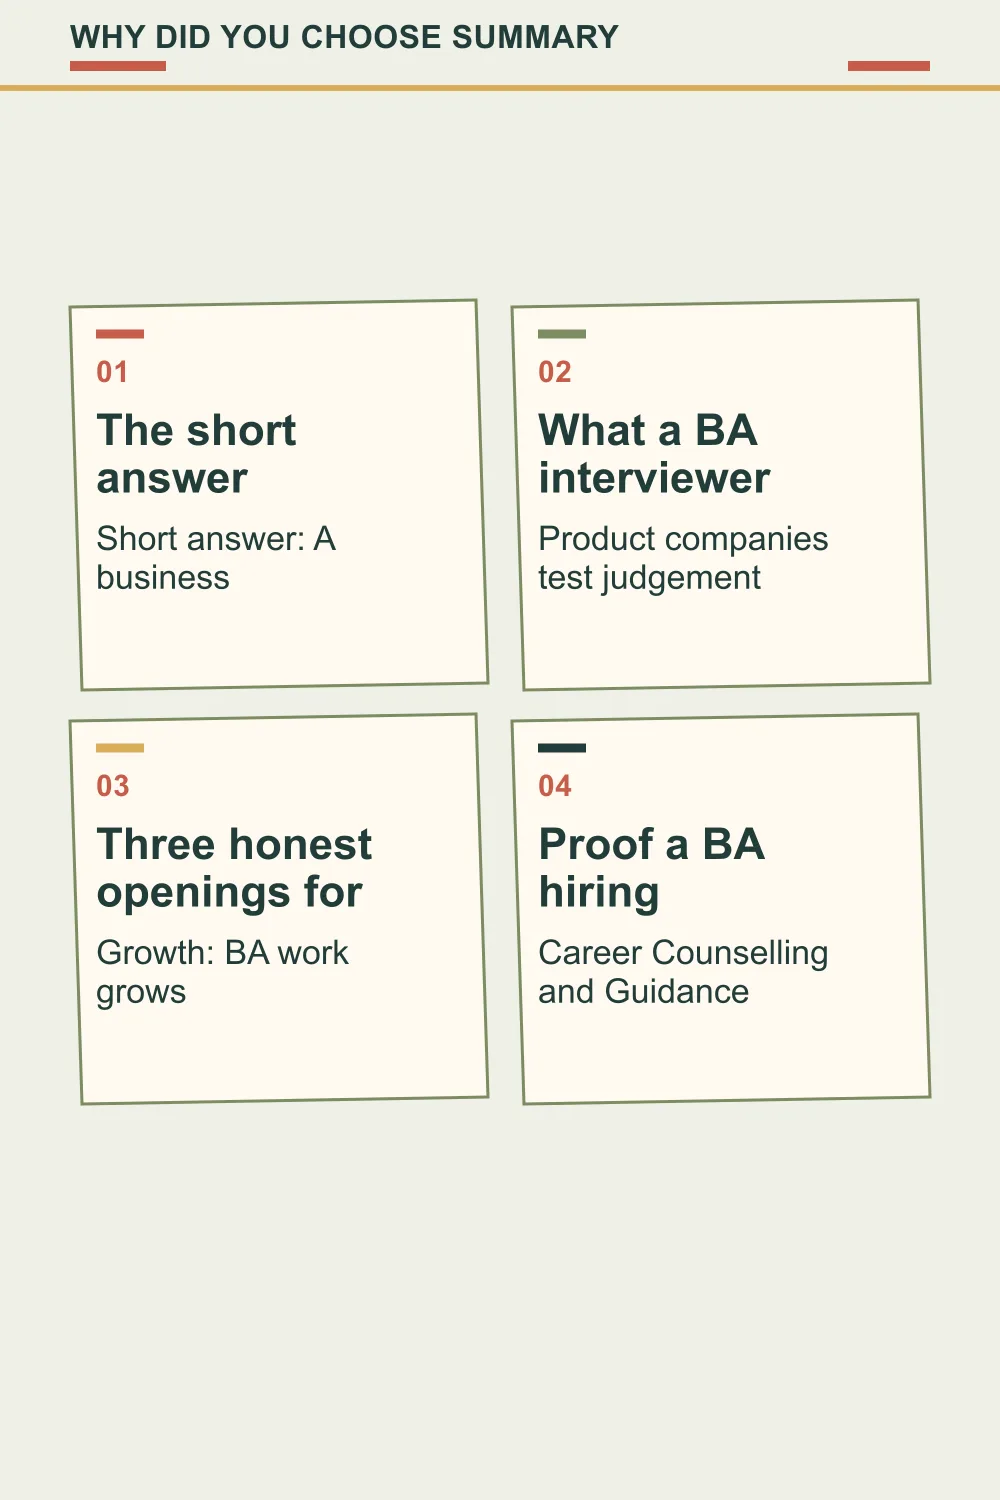 WHY DID YOU CHOOSE SUMMARY
01
The short
answer
Short answer: A
business
02
What a BA
interviewer
Product companies
test judgement
03
Three honest
openings for
Growth: BA work
grows
04
Proof a BA
hiring
Career Counselling
and Guidance